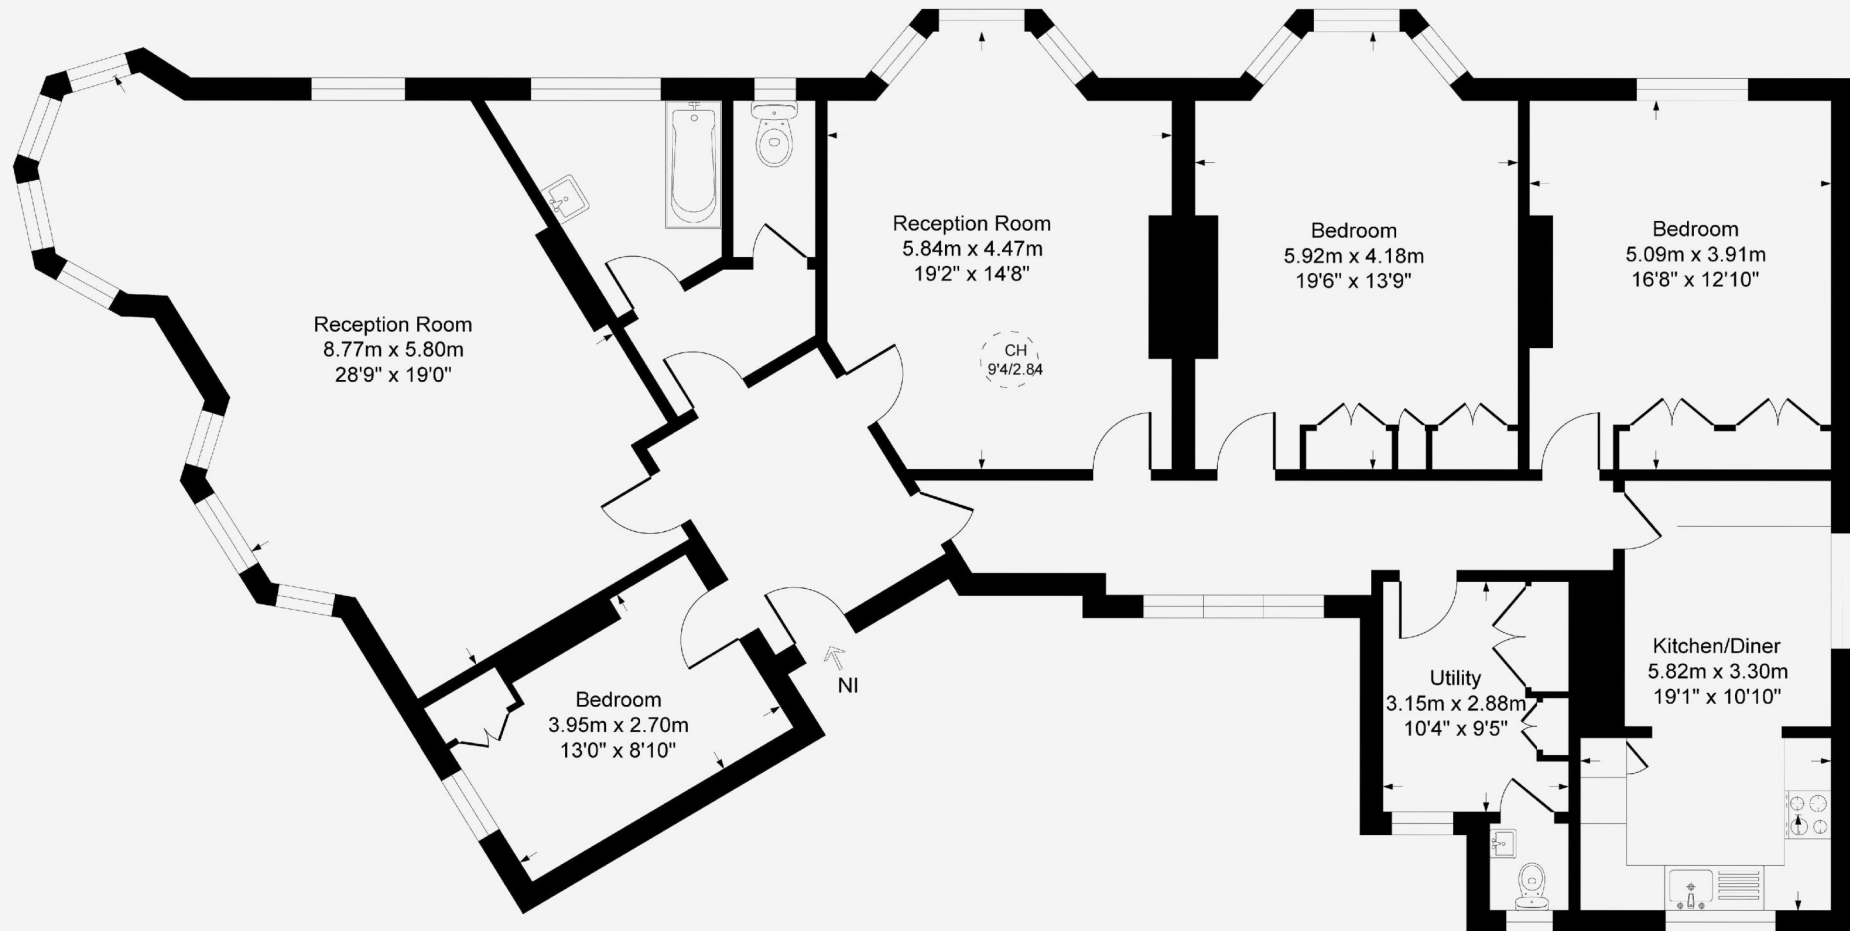 Reception Room
8.77m x 5.80m
28'9" x 19'0"
Reception Room
5.84m x 4.47m
19'2" x 14'8"
CH
9'4/2.84
Bedroom
5.92m x 4.18m
19'6" x 13'9"
Bedroom
5.09m x 3.91m
16'8" x 12'10"
Bedroom
3.95m x 2.70m
13'0" x 8'10"
NI
Utility
3.15m x 2.88m
10'4" x 9'5"
Kitchen/Diner
5.82m x 3.30m
19'1" x 10'10"